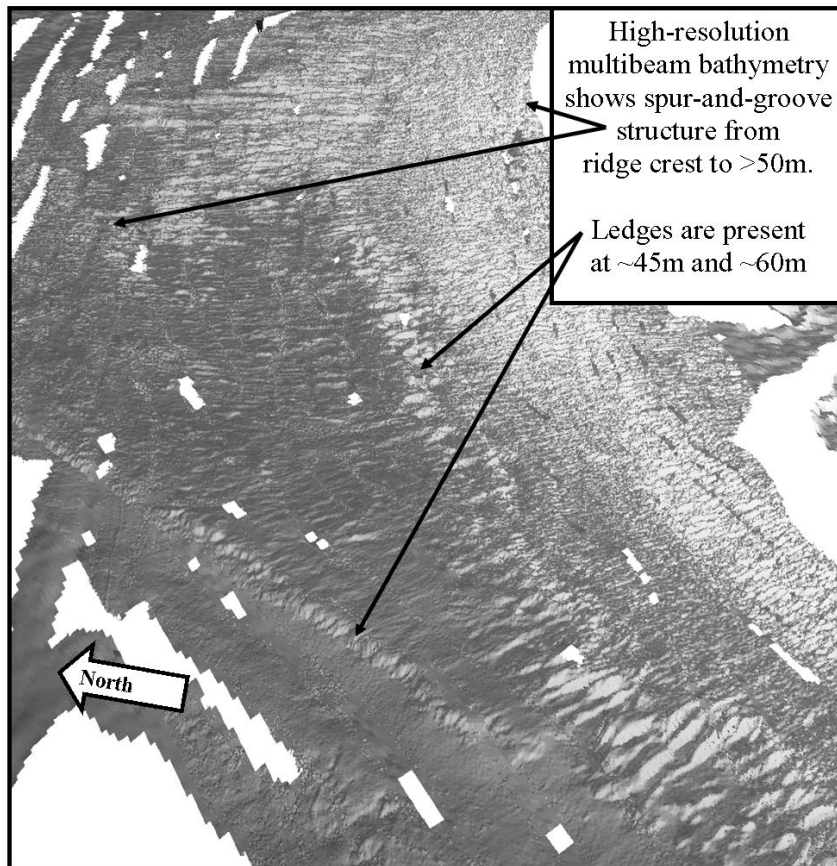 High-resolution
multibeam bathymetry
shows spur-and-groove
structure from
ridge crest to >50m.
Ledges are present
at ~45m and ~60m
North